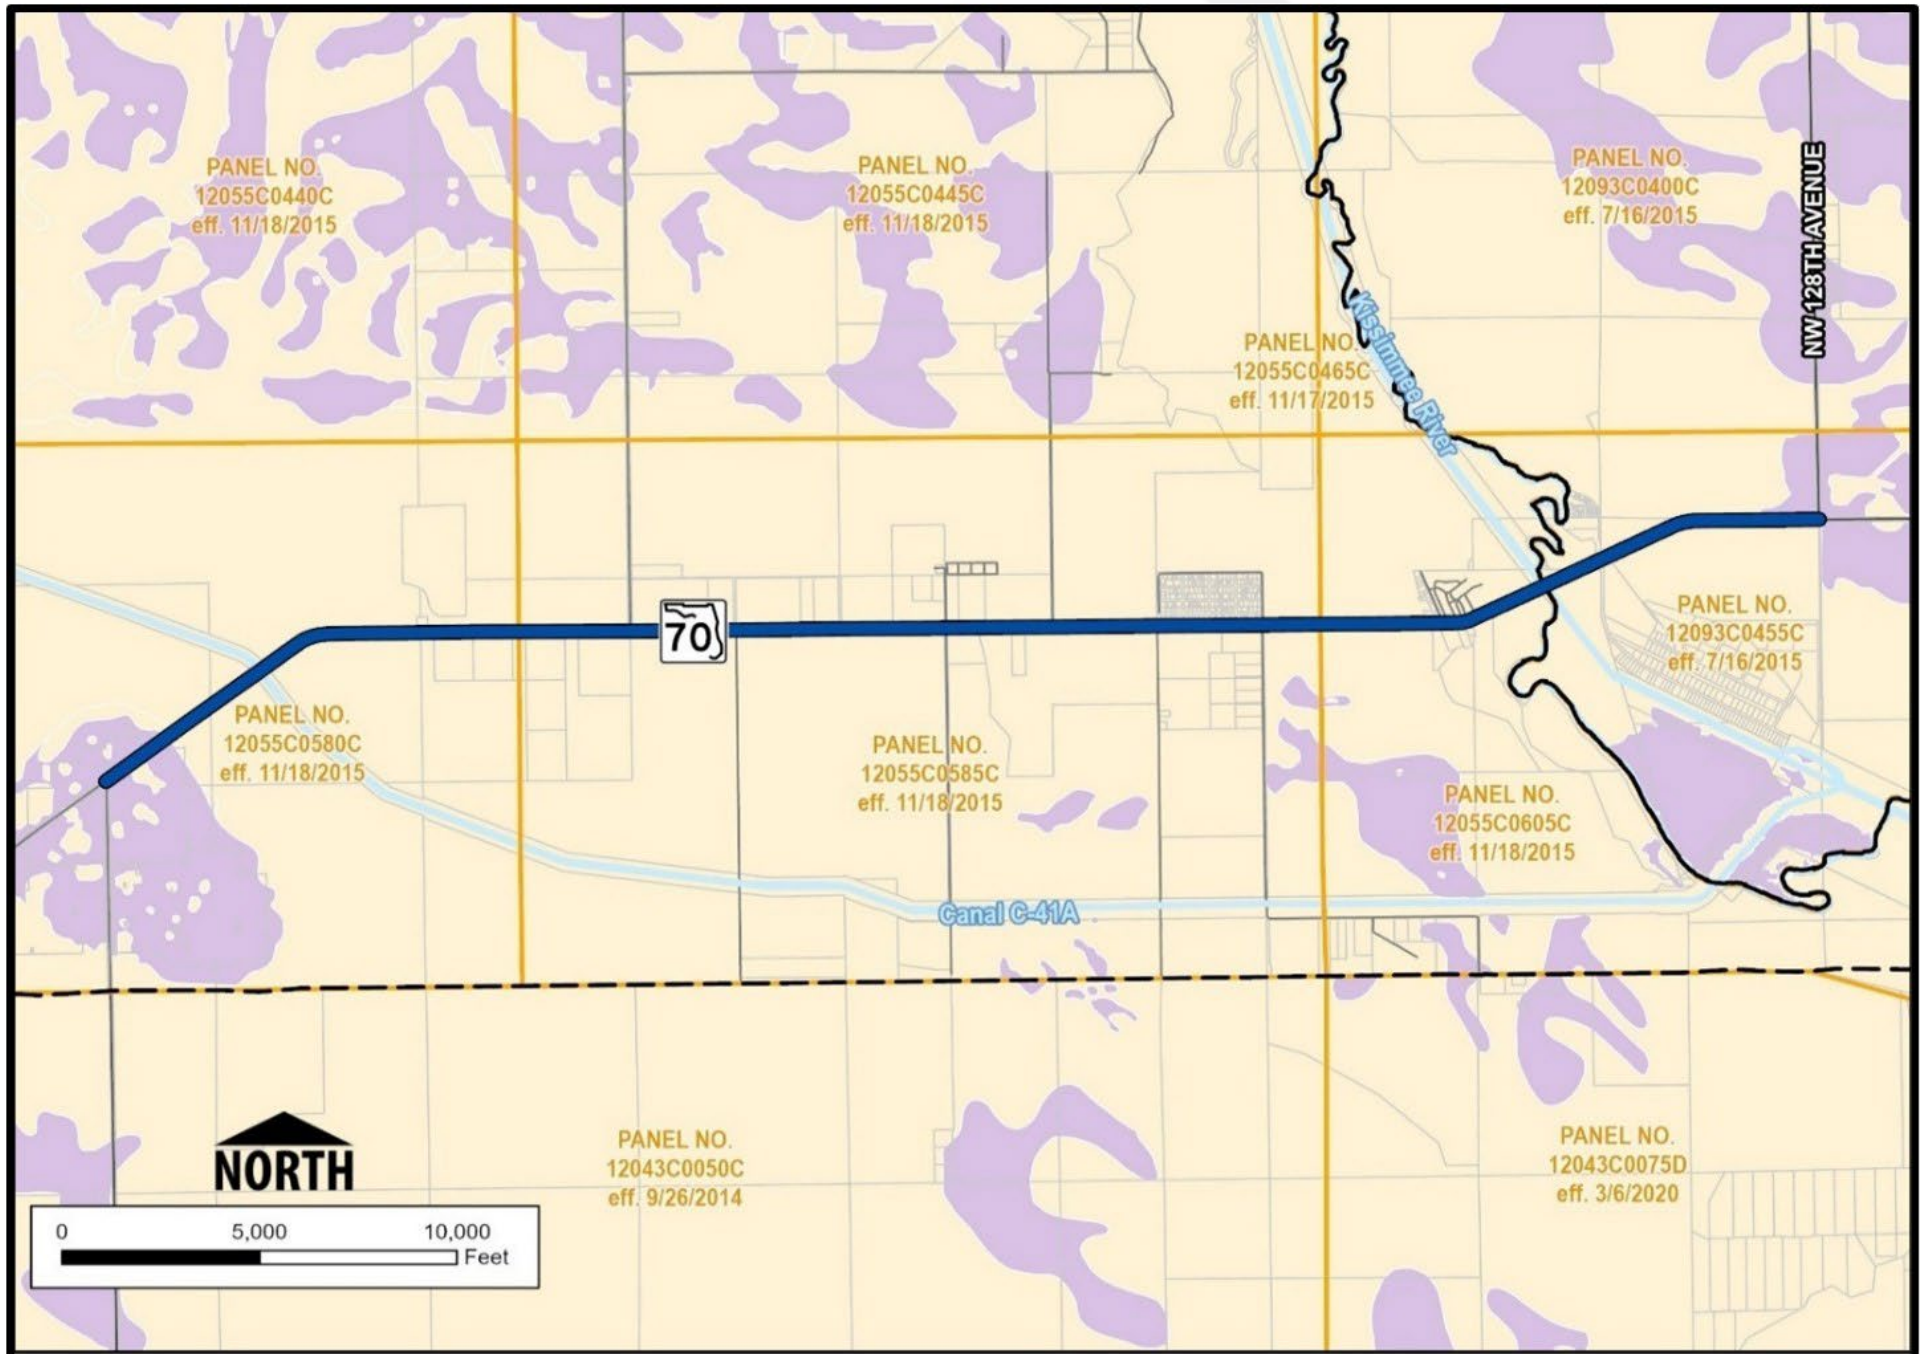 PANEL NO.
12055C0440C
eff. 11/18/2015
PANEL NO.
12055C0445C
eff. 11/18/2015
PANEL NO.
12093C0400C
eff. 7/16/2015
NW 128TH AVENUE
Kissimmee River
PANEL NO.
12055C0465C
eff. 11/17/2015
70
PANEL NO.
12093C0455C
eff. 7/16/2015
PANEL NO.
12055C0580C
eff. 11/18/2015
PANEL NO.
12055C0585C
eff. 11/18/2015
PANEL NO.
12055C0605C
eff. 11/18/2015
Canal C-41A
PANEL NO.
12043C0050C
eff. 9/26/2014
PANEL NO.
12043C0075D
eff. 3/6/2020
NORTH
0 5,000 10,000
Feet